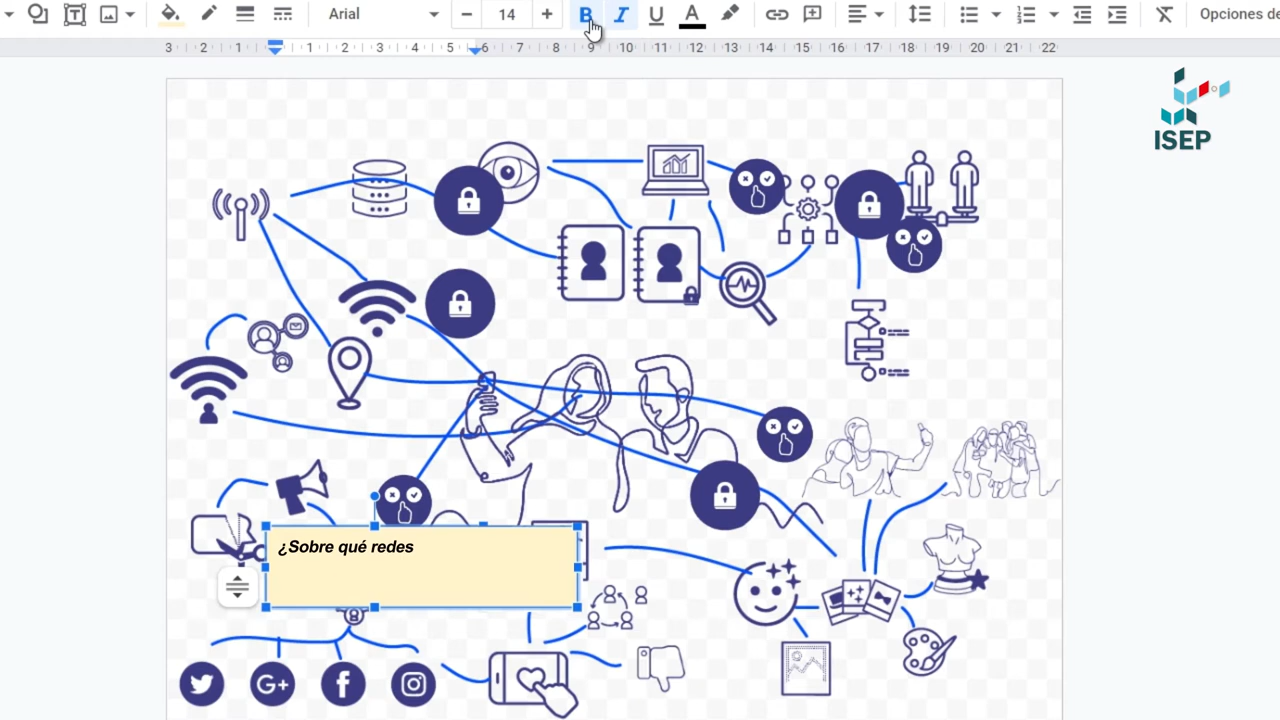 Arial
14
B I U A
Opciones de
3 2 1 1 2 3 4 5 6 7 8 9 10 11 12 13 14 15 16 17 18 19 20 21 22
ISEP
¿Sobre qué redes
G+
f